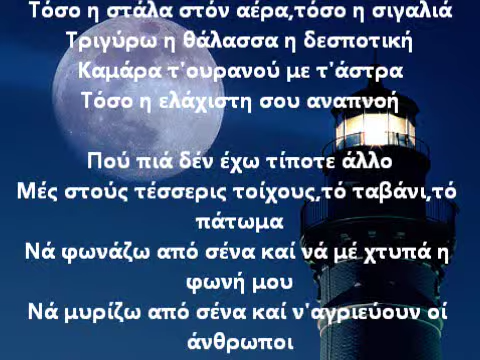 Τόσο η στάλα στόν αέρα,τόσο η σιγαλιά
Τριγύρω η θάλασσα η δεσποτική
Καμάρα τ'ουρανού με τ'άστρα
Τόσο η ελάχιστη σου αναπνοή
Πού πιά δέν έχω τίποτε άλλο
Μές στούς τέσσερις τοίχους,τό ταβάνι,τό
πάτωμα
Νά φωνάζω από σένα καί νά μέ χτυπά η
φωνή μου
Νά μυρίζω από σένα καί ν'αγριεύουν οί
άνθρωποι